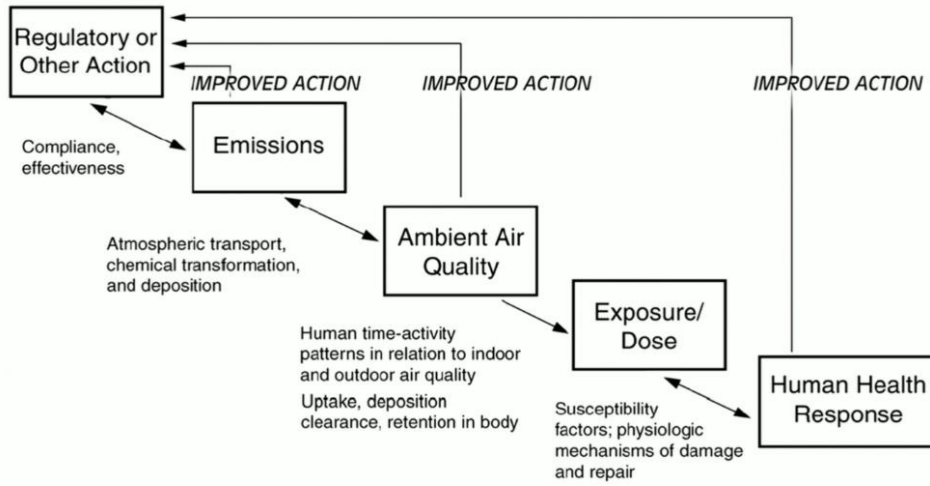 Regulatory or
Other Action
IMPROVED ACTION
IMPROVED ACTION
IMPROVED ACTION
Compliance,
effectiveness
Emissions
Atmospheric transport,
chemical transformation,
and deposition
Ambient Air
Quality
Human time-activity
patterns in relation to indoor
and outdoor air quality
Uptake, deposition
clearance, retention in body
Exposure/
Dose
Susceptibility
factors; physiologic
mechanisms of damage
and repair
Human Health
Response